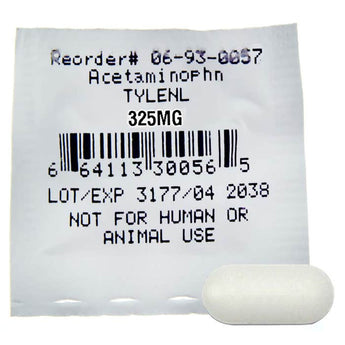 Reorder# 06-93-0057
Acetaminophn
TYLENL
325MG
6 64113 30056 5
LOT/EXP 3177/04 2038
NOT FOR HUMAN OR
ANIMAL USE